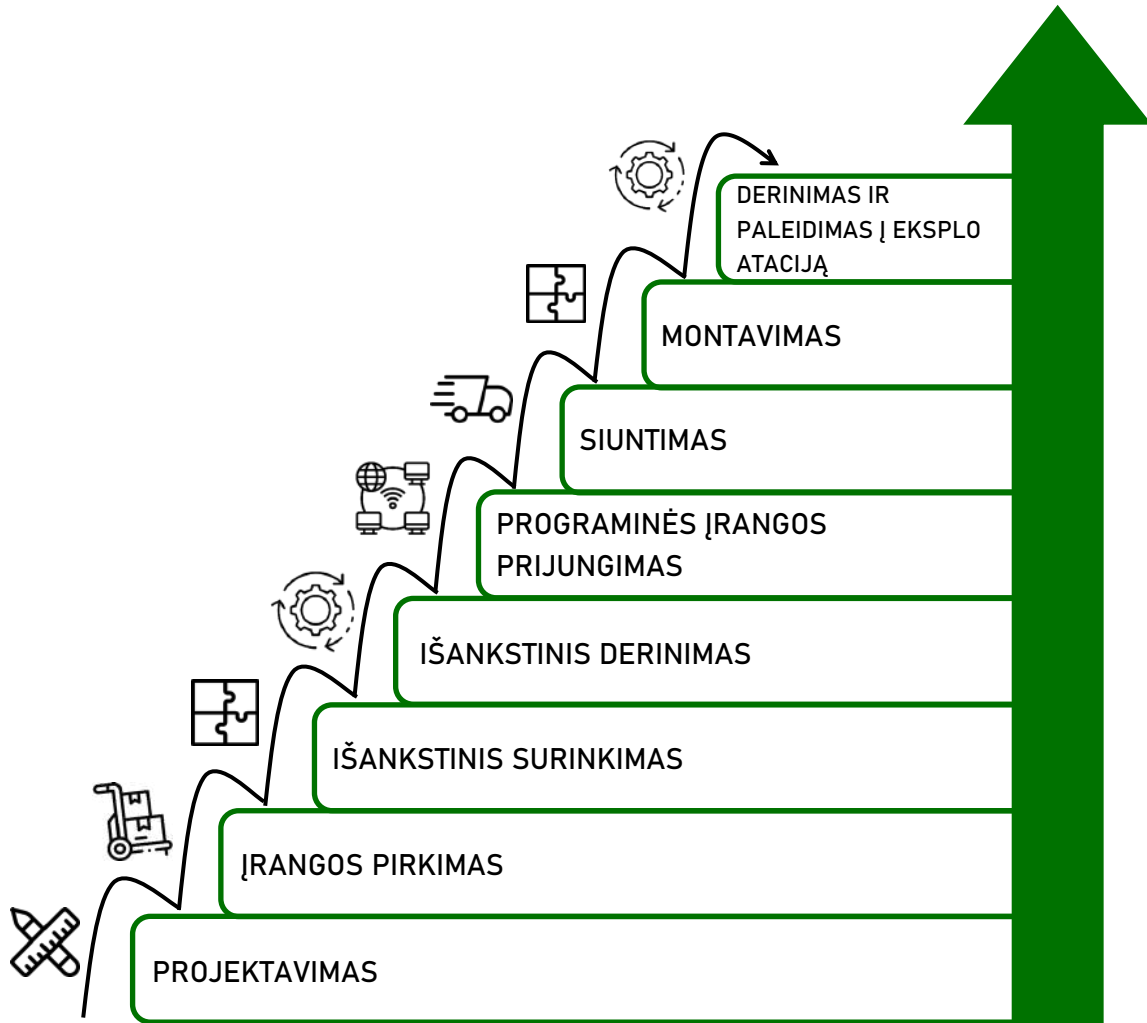 DERINIMAS IR
PALEIDIMAS Į EKSPLO
ATACIJĄ
MONTAVIMAS
SIUNTIMAS
PROGRAMINĖS ĮRANGOS
PRIJUNGIMAS
IŠANKSTINIS DERINIMAS
IŠANKSTINIS SURINKIMAS
ĮRANGOS PIRKIMAS
PROJEKTAVIMAS